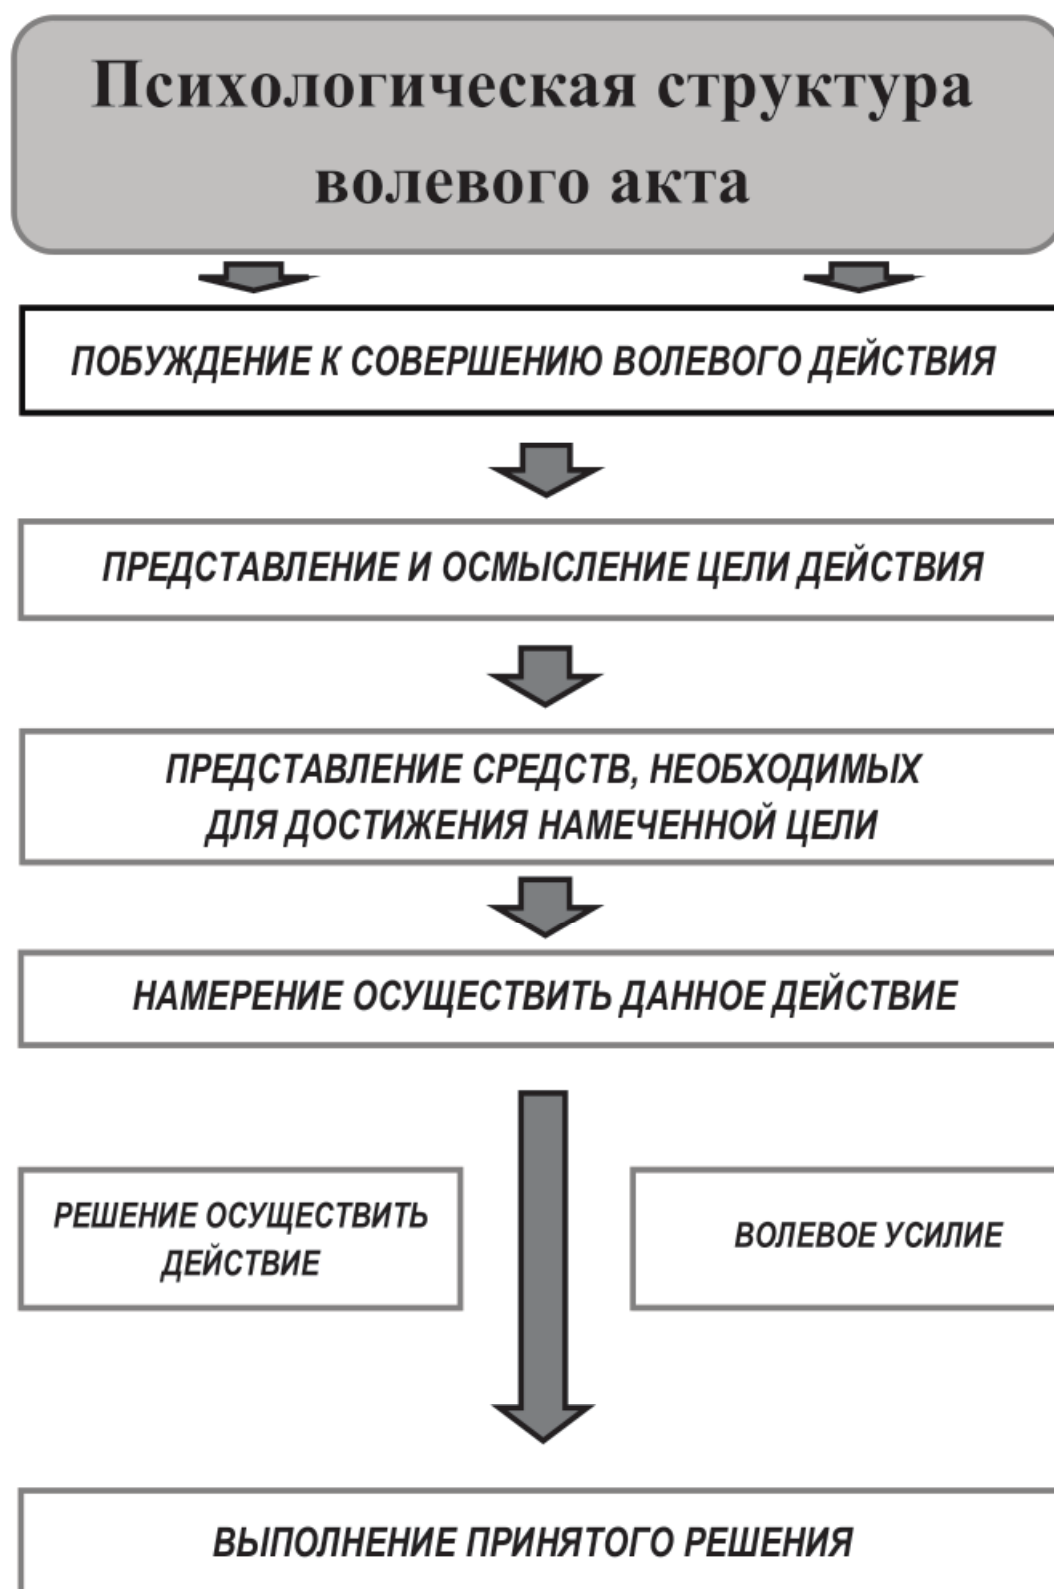 Психологическая структура
волевого акта
ПОБУЖДЕНИЕ К СОВЕРШЕНИЮ ВОЛЕВОГО ДЕЙСТВИЯ
ПРЕДСТАВЛЕНИЕ И ОСМЫСЛЕНИЕ ЦЕЛИ ДЕЙСТВИЯ
ПРЕДСТАВЛЕНИЕ СРЕДСТВ, НЕОБХОДИМЫХ
ДЛЯ ДОСТИЖЕНИЯ НАМЕЧЕННОЙ ЦЕЛИ
НАМЕРЕНИЕ ОСУЩЕСТВИТЬ ДАННОЕ ДЕЙСТВИЕ
РЕШЕНИЕ ОСУЩЕСТВИТЬ
ДЕЙСТВИЕ
ВОЛЕВОЕ УСИЛИЕ
ВЫПОЛНЕНИЕ ПРИНЯТОГО РЕШЕНИЯ